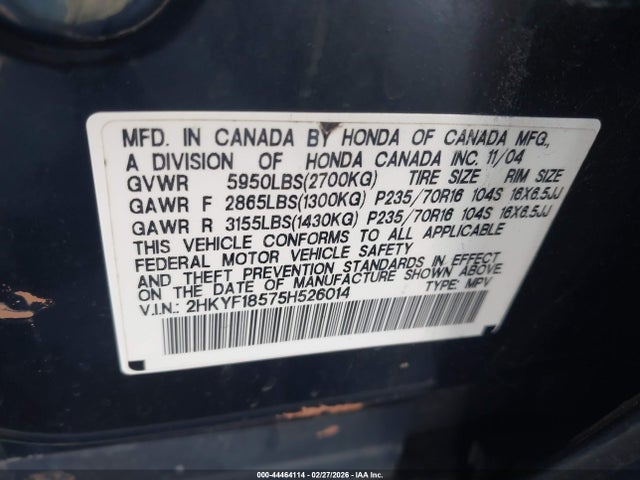 MFD. IN CANADA BY HONDA OF CANADA MFG.,
A DIVISION OF HONDA CANADA INC. 11/04
GVWR 5950LBS(2700KG) TIRE SIZE RIM SIZE
GAWR F 2865LBS(1300KG) P235/70R16 104S 16X6.5JJ
GAWR R 3155LBS(1430KG) P235/70R16 104S 16X6.5JJ
THIS VEHICLE CONFORMS TO ALL APPLICABLE
FEDERAL MOTOR VEHICLE SAFETY
AND THEFT PREVENTION STANDARDS IN EFFECT
ON THE DATE OF MANUFACTURE SHOWN ABOVE
V.I.N.: 2HKYF18575H526014 TYPE: MPV
000-44464114 - 02/27/2026 - IAA Inc.